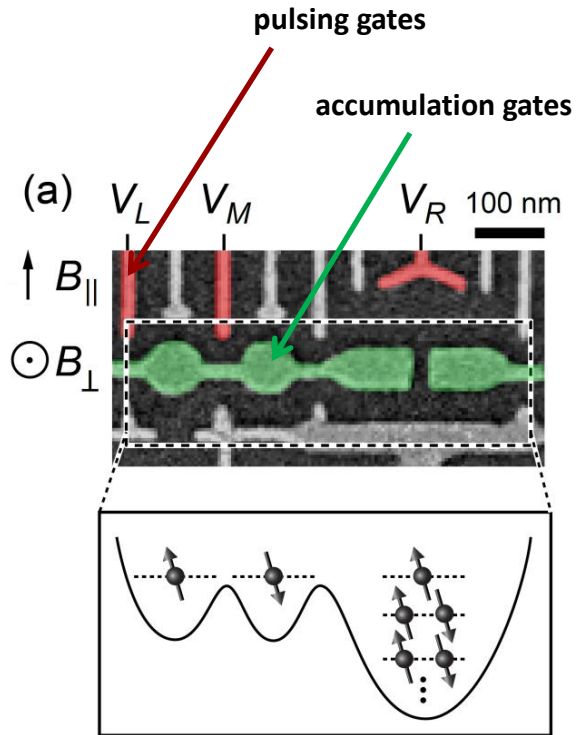 pulsing gates
accumulation gates
(a) V_L V_M V_R 100 nm
B_||
B_⊥